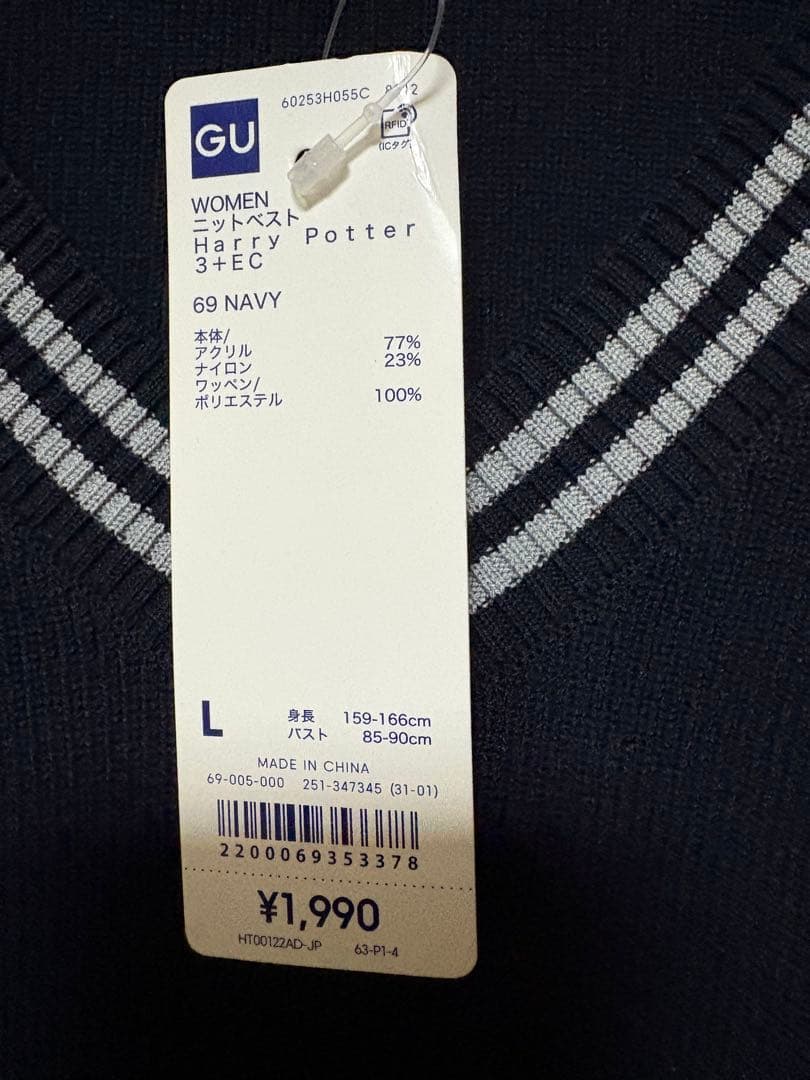 60253H055C
GU
RFID
(ICタグ)
WOMEN
ニットベスト
Harry Potter
3+EC
69 NAVY
本体/
アクリル 77%
ナイロン 23%
ワッペン/
ポリエステル 100%
L
身長 159-166cm
バスト 85-90cm
MADE IN CHINA
69-005-000 251-347345 (31-01)
2200069353378
¥1,990
HT00122AD-JP 63-P1-4